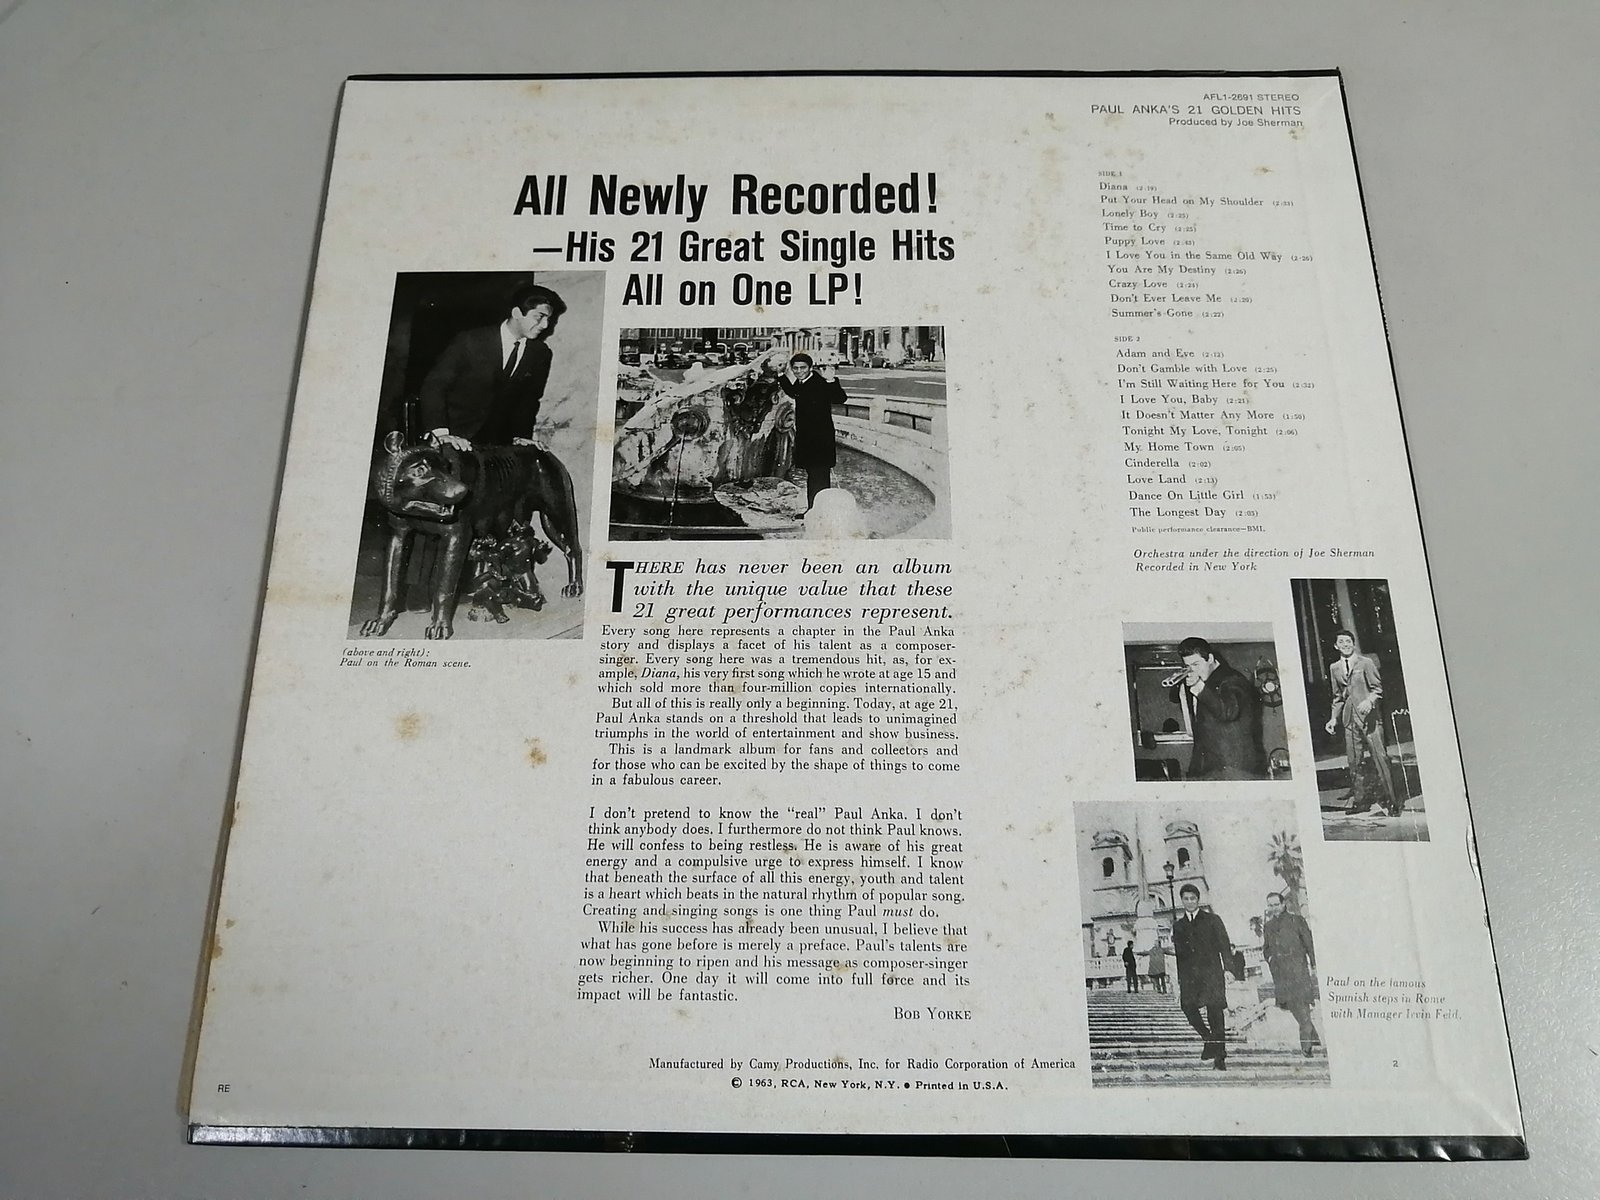 AFL1-2691 STEREO
PAUL ANKA'S 21 GOLDEN HITS
Produced by Joe Sherman
All Newly Recorded!
—His 21 Great Single Hits
All on One LP!
SIDE 1
Diana (2:19)
Put Your Head on My Shoulder (2:33)
Lonely Boy (2:25)
Time to Cry (2:25)
Puppy Love (2:43)
I Love You in the Same Old Way (2:26)
You Are My Destiny (2:26)
Crazy Love (2:24)
Don't Ever Leave Me (2:20)
Summer's Gone (2:22)
SIDE 2
Adam and Eve (2:12)
Don't Gamble with Love (2:25)
I'm Still Waiting Here for You (2:32)
I Love You, Baby (2:21)
It Doesn't Matter Any More (1:50)
Tonight My Love, Tonight (2:06)
My Home Town (2:05)
Cinderella (2:02)
Love Land (2:13)
Dance On Little Girl (1:53)
The Longest Day (2:05)
Public performance clearance—BMI.
Orchestra under the direction of Joe Sherman
Recorded in New York
(above and right):
Paul on the Roman scene.
THERE has never been an album
with the unique value that these
21 great performances represent.
Every song here represents a chapter in the Paul Anka
story and displays a facet of his talent as a composer-
singer. Every song here was a tremendous hit, as, for ex-
ample, Diana, his very first song which he wrote at age 15 and
which sold more than four-million copies internationally.
But all of this is really only a beginning. Today, at age 21,
Paul Anka stands on a threshold that leads to unimagined
triumphs in the world of entertainment and show business.
This is a landmark album for fans and collectors and
for those who can be excited by the shape of things to come
in a fabulous career.
I don't pretend to know the "real" Paul Anka. I don't
think anybody does. I furthermore do not think Paul knows.
He will confess to being restless. He is aware of his great
energy and a compulsive urge to express himself. I know
that beneath the surface of all this energy, youth and talent
is a heart which beats in the natural rhythm of popular song.
Creating and singing songs is one thing Paul must do.
While his success has already been unusual, I believe that
what has gone before is merely a preface. Paul's talents are
now beginning to ripen and his message as composer-singer
gets richer. One day it will come into full force and its
impact will be fantastic.
BOB YORKE
Paul on the famous
Spanish steps in Rome
with Manager Irvin Feld.
Manufactured by Camy Productions, Inc. for Radio Corporation of America
© 1963, RCA, New York, N.Y. ● Printed in U.S.A.
2
RE